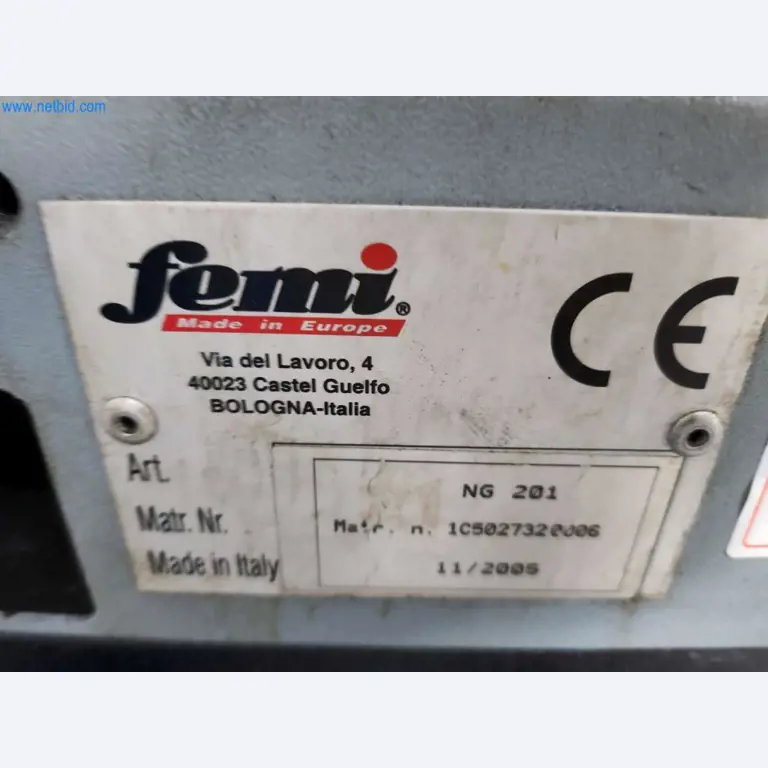 www.netbid.com
femi®
Made in Europe
CE
Via del Lavoro, 4
40023 Castel Guelfo
BOLOGNA-Italia
Art. NG 201
Matr. Nr. Matr. n. 1C5027320006
Made in Italy 11/2005